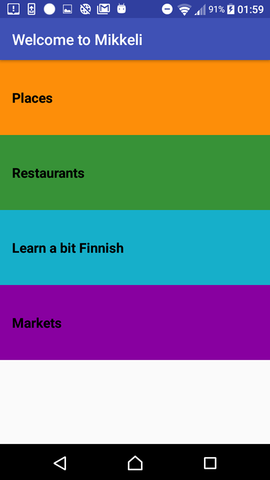 91% 01:59
Welcome to Mikkeli
Places
Restaurants
Learn a bit Finnish
Markets